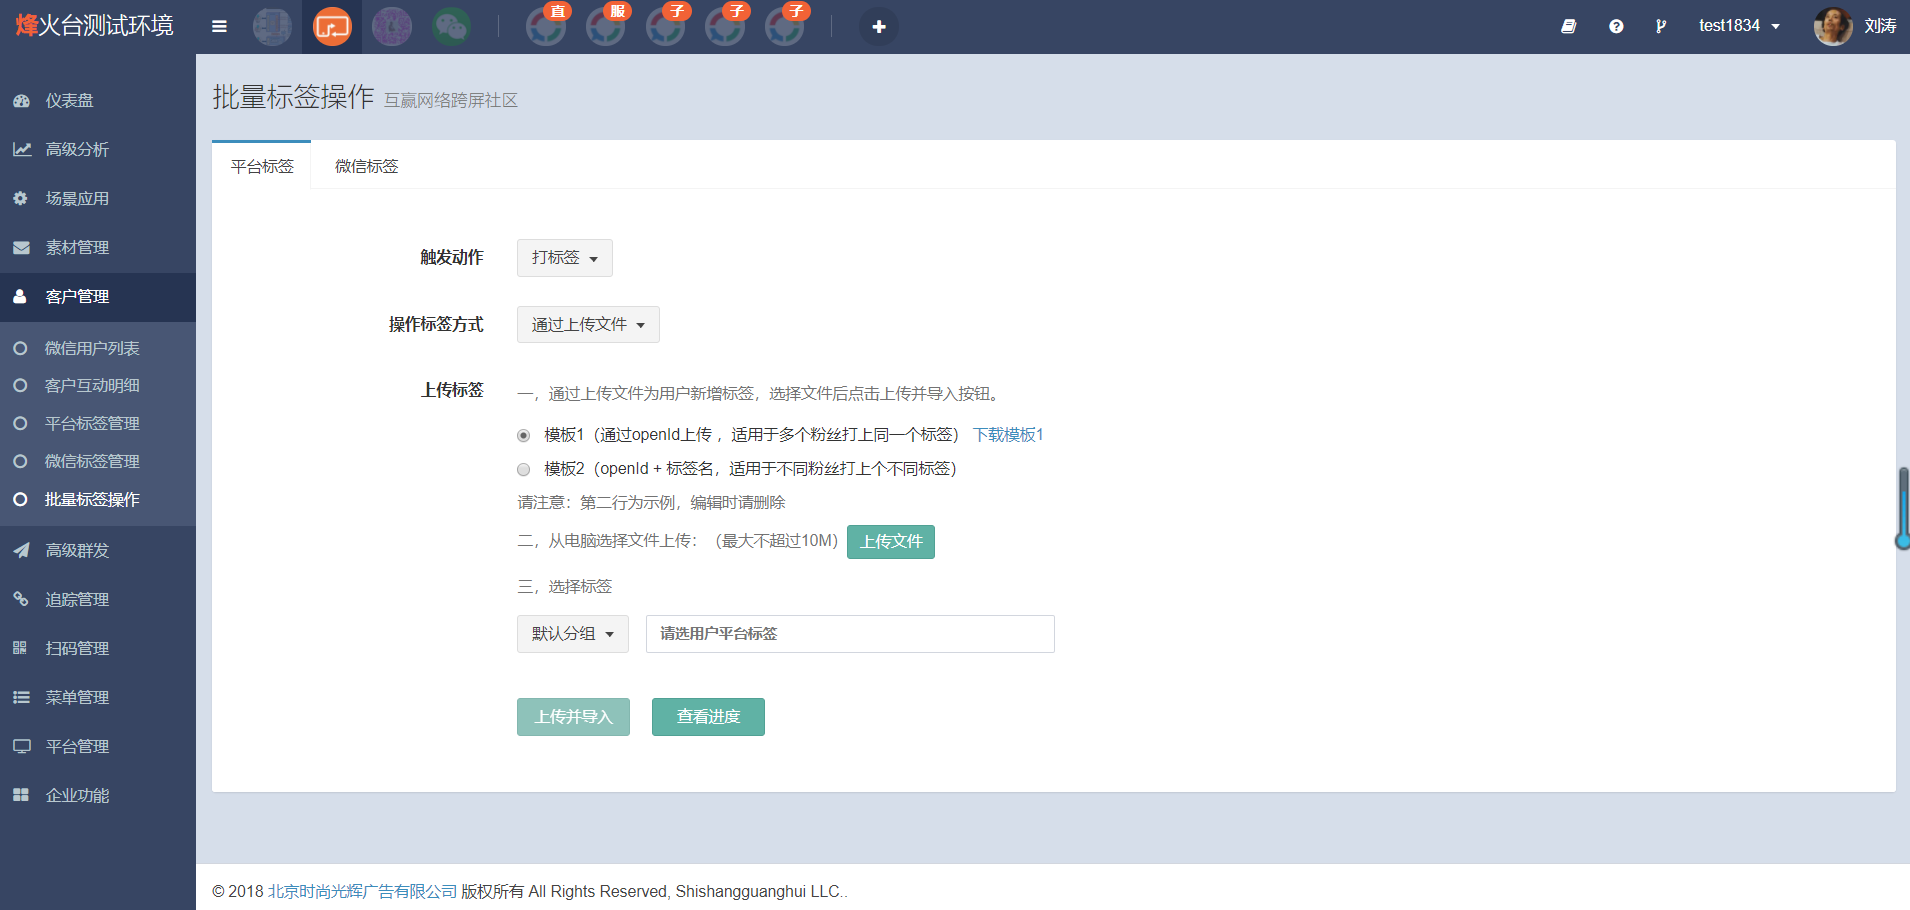 烽火台测试环境
直
服
子
子
子
test1834
刘涛
仪表盘
高级分析
场景应用
素材管理
客户管理
微信用户列表
客户互动明细
平台标签管理
微信标签管理
批量标签操作
高级群发
追踪管理
扫码管理
菜单管理
平台管理
企业功能
批量标签操作 互赢网络跨屏社区
平台标签 微信标签
触发动作 打标签
操作标签方式 通过上传文件
上传标签 一，通过上传文件为用户新增标签，选择文件后点击上传并导入按钮。
模板1（通过openId上传 ，适用于多个粉丝打上同一个标签） 下载模板1
模板2（openId + 标签名，适用于不同粉丝打上个不同标签）
请注意：第二行为示例，编辑时请删除
二，从电脑选择文件上传：（最大不超过10M） 上传文件
三，选择标签
默认分组 请选用户平台标签
上传并导入 查看进度
© 2018 北京时尚光辉广告有限公司 版权所有 All Rights Reserved, Shishangguanghui LLC..